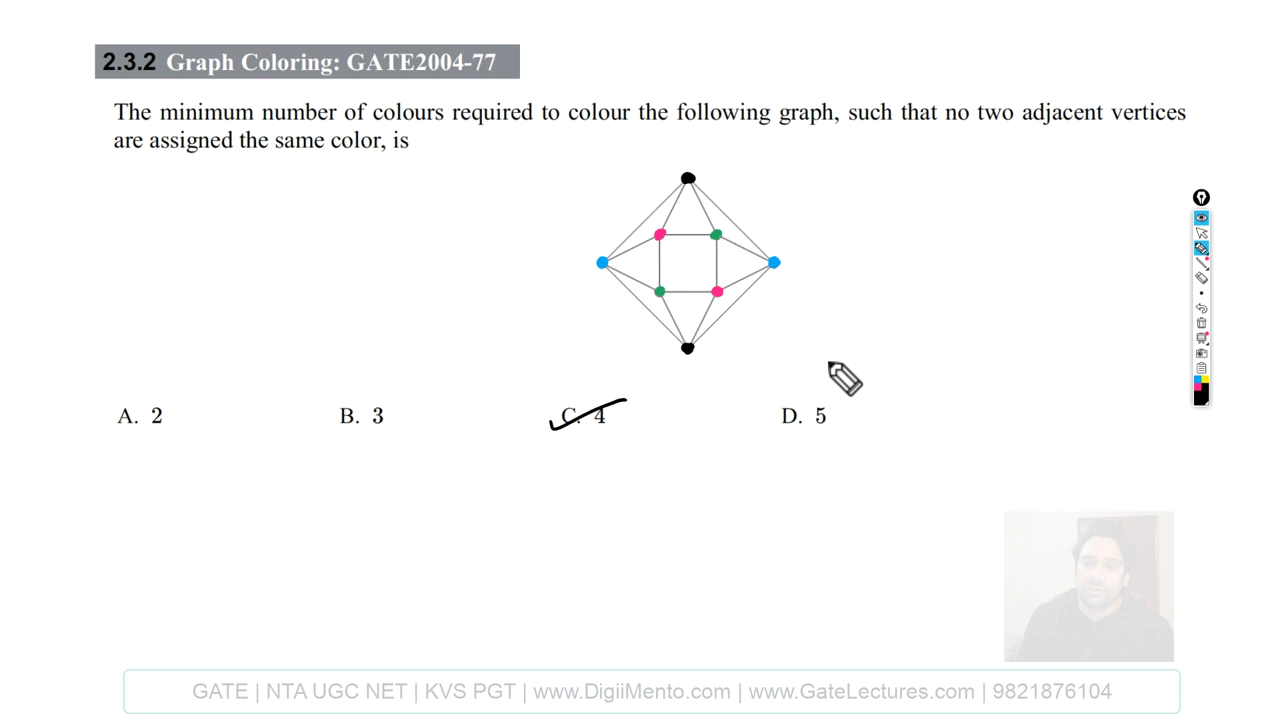 2.3.2 Graph Coloring: GATE2004-77
The minimum number of colours required to colour the following graph, such that no two adjacent vertices
are assigned the same color, is
A. 2 B. 3 C. 4 D. 5
GATE | NTA UGC NET | KVS PGT | www.DigiiMento.com | www.GateLectures.com | 9821876104